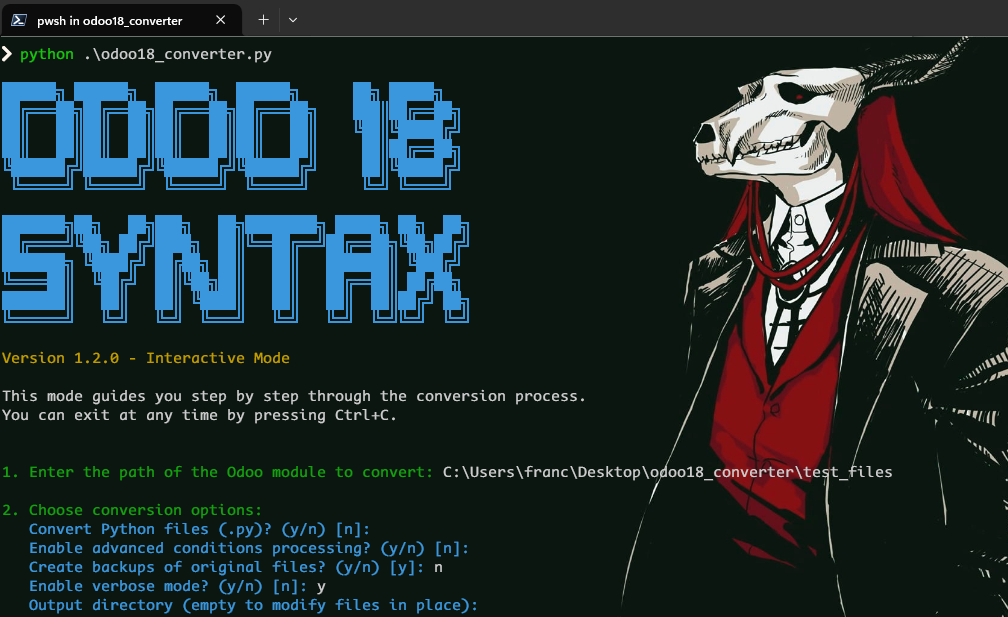 pwsh in odoo18_converter
python .\odoo18_converter.py
ODOO 18
SYNTAX
Version 1.2.0 - Interactive Mode
This mode guides you step by step through the conversion process.
You can exit at any time by pressing Ctrl+C.
1. Enter the path of the Odoo module to convert: C:\Users\franc\Desktop\odoo18_converter\test_files
2. Choose conversion options:
Convert Python files (.py)? (y/n) [n]:
Enable advanced conditions processing? (y/n) [n]:
Create backups of original files? (y/n) [y]: n
Enable verbose mode? (y/n) [n]: y
Output directory (empty to modify files in place):